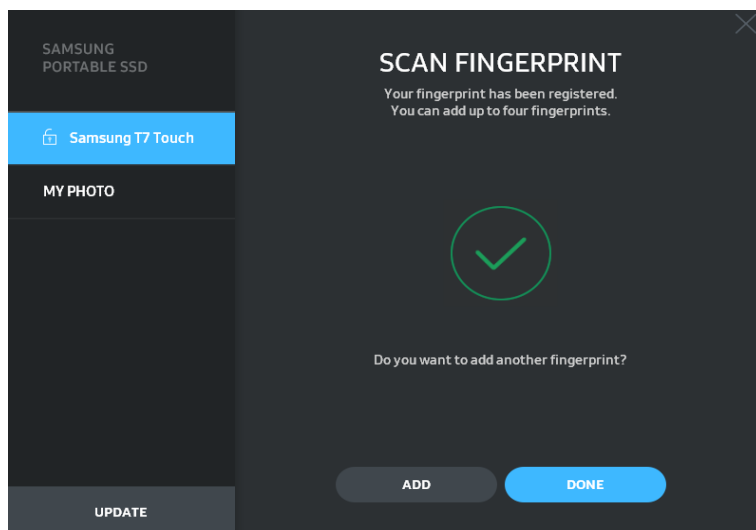 SAMSUNG
PORTABLE SSD
Samsung T7 Touch
MY PHOTO
UPDATE
SCAN FINGERPRINT
Your fingerprint has been registered.
You can add up to four fingerprints.
Do you want to add another fingerprint?
ADD
DONE